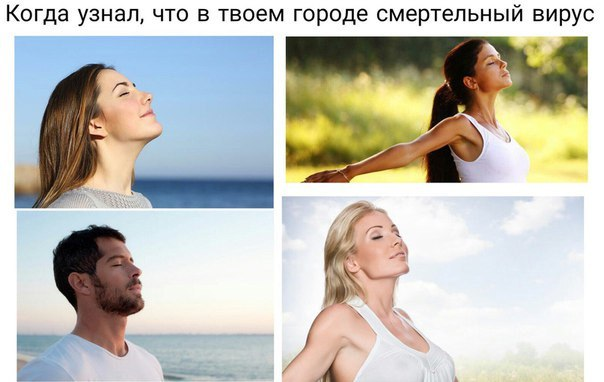 Когда узнал, что в твоем городе смертельный вирус